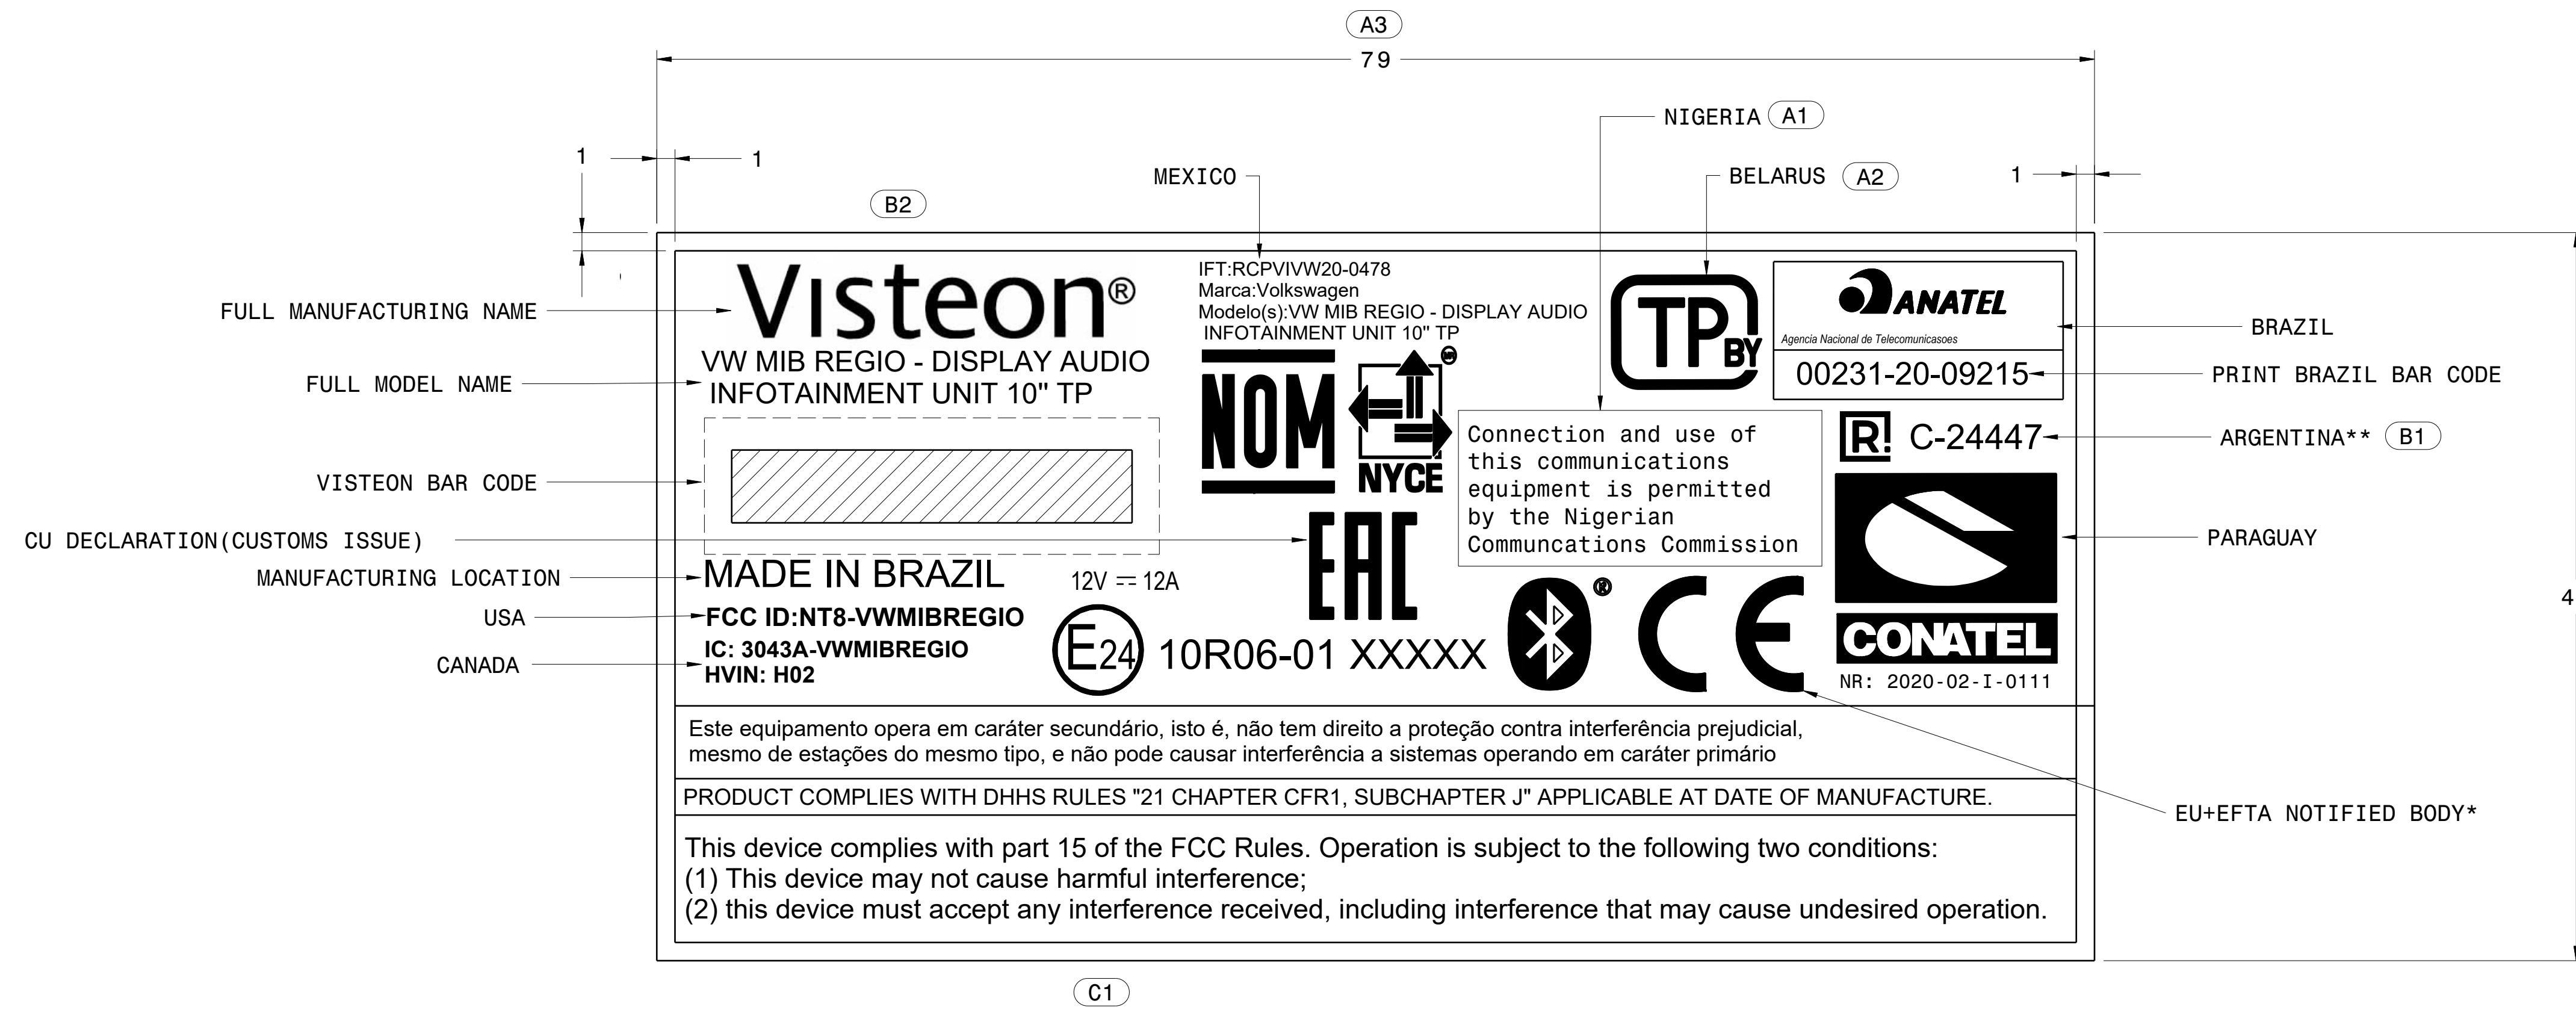 A3
79
NIGERIA A1
1
1
MEXICO
BELARUS A2
1
B2
Visteon®
IFT:RCPVIVW20-0478
Marca:Volkswagen
Modelo(s):VW MIB REGIO - DISPLAY AUDIO
INFOTAINMENT UNIT 10" TP
TP BY
ANATEL
Agencia Nacional de Telecomunicasoes
00231-20-09215
FULL MANUFACTURING NAME
BRAZIL
VW MIB REGIO - DISPLAY AUDIO
INFOTAINMENT UNIT 10" TP
FULL MODEL NAME
PRINT BRAZIL BAR CODE
NOM
NYCE
MR
Connection and use of
this communications
equipment is permitted
by the Nigerian
Communcations Commission
R! C-24447
ARGENTINA** B1
VISTEON BAR CODE
CU DECLARATION(CUSTOMS ISSUE)
EAC
PARAGUAY
MANUFACTURING LOCATION
MADE IN BRAZIL
12V ⎓ 12A
USA
FCC ID:NT8-VWMIBREGIO
4
CANADA
IC: 3043A-VWMIBREGIO
HVIN: H02
E24 10R06-01 XXXXX
®
CE
CONATEL
NR: 2020-02-I-0111
Este equipamento opera em caráter secundário, isto é, não tem direito a proteção contra interferência prejudicial,
mesmo de estações do mesmo tipo, e não pode causar interferência a sistemas operando em caráter primário
PRODUCT COMPLIES WITH DHHS RULES "21 CHAPTER CFR1, SUBCHAPTER J" APPLICABLE AT DATE OF MANUFACTURE.
EU+EFTA NOTIFIED BODY*
This device complies with part 15 of the FCC Rules. Operation is subject to the following two conditions:
(1) This device may not cause harmful interference;
(2) this device must accept any interference received, including interference that may cause undesired operation.
C1